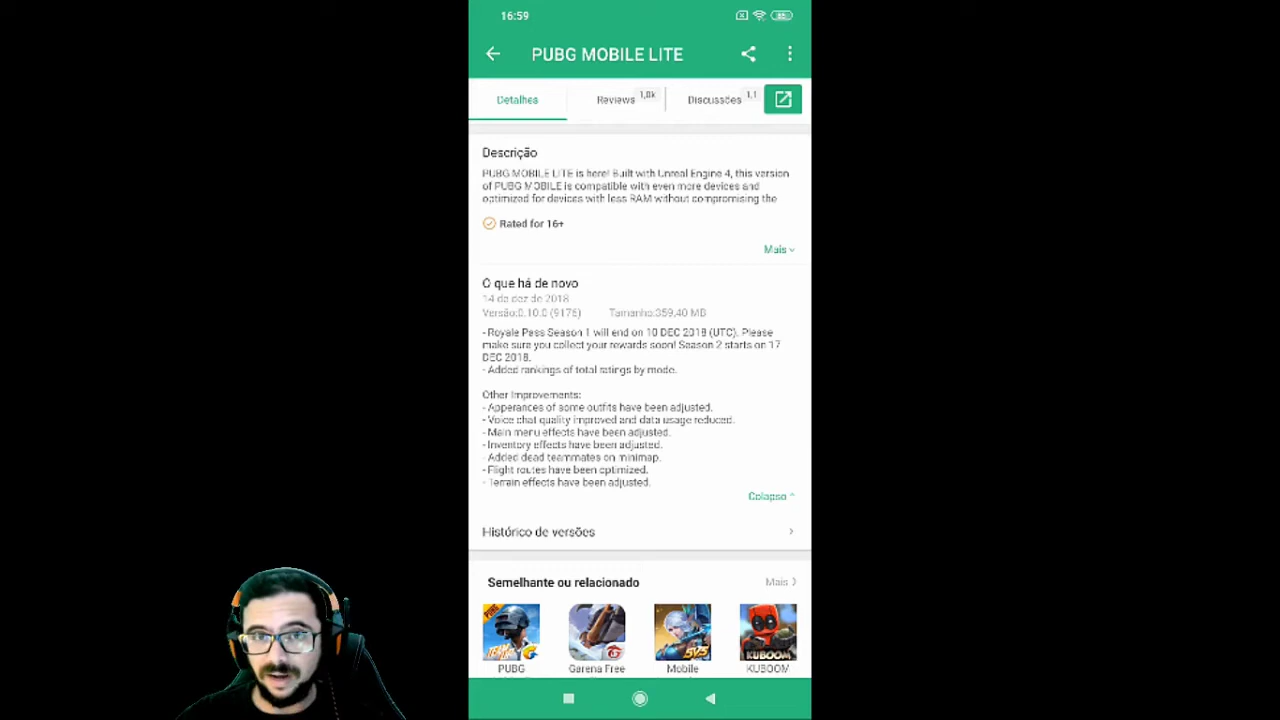 16:59
PUBG MOBILE LITE
Detalhes
Reviews 1,0k
Discussões 1,1
Descrição
PUBG MOBILE LITE is here! Built with Unreal Engine 4, this version
of PUBG MOBILE is compatible with even more devices and
optimized for devices with less RAM without compromising the
Rated for 16+
Mais
O que há de novo
14 de dez de 2018
Versão:0.10.0 (9176) Tamanho:359,40 MB
- Royale Pass Season 1 will end on 10 DEC 2018 (UTC). Please
make sure you collect your rewards soon! Season 2 starts on 17
DEC 2018.
- Added rankings of total ratings by mode.
Other Improvements:
- Apperances of some outfits have been adjusted.
- Voice chat quality improved and data usage reduced.
- Main menu effects have been adjusted.
- Inventory effects have been adjusted.
- Added dead teammates on minimap.
- Flight routes have been optimized.
- Terrain effects have been adjusted.
Colapso
Histórico de versões
Semelhante ou relacionado
Mais
PUBG
5V5
KUBOOM
PUBG
Garena Free
Mobile
KUBOOM